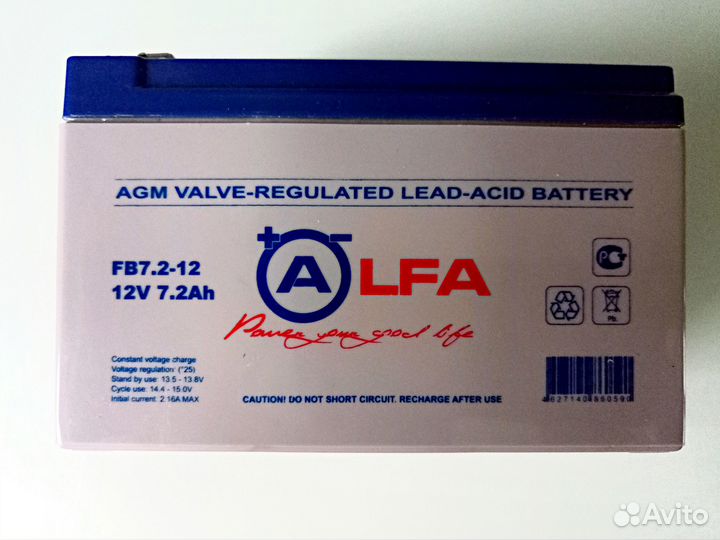 AGM VALVE-REGULATED LEAD-ACID BATTERY
FB7.2-12
12V 7.2Ah
ALFA
Power your good life
Constant voltage charge
Voltage regulation: (°25)
Stand by use: 13.5 - 13.8V
Cycle use: 14.4 - 15.0V
Initial current: 2.16A MAX
CAUTION! DO NOT SHORT CIRCUIT. RECHARGE AFTER USE
Pb
4627140860590
Avito